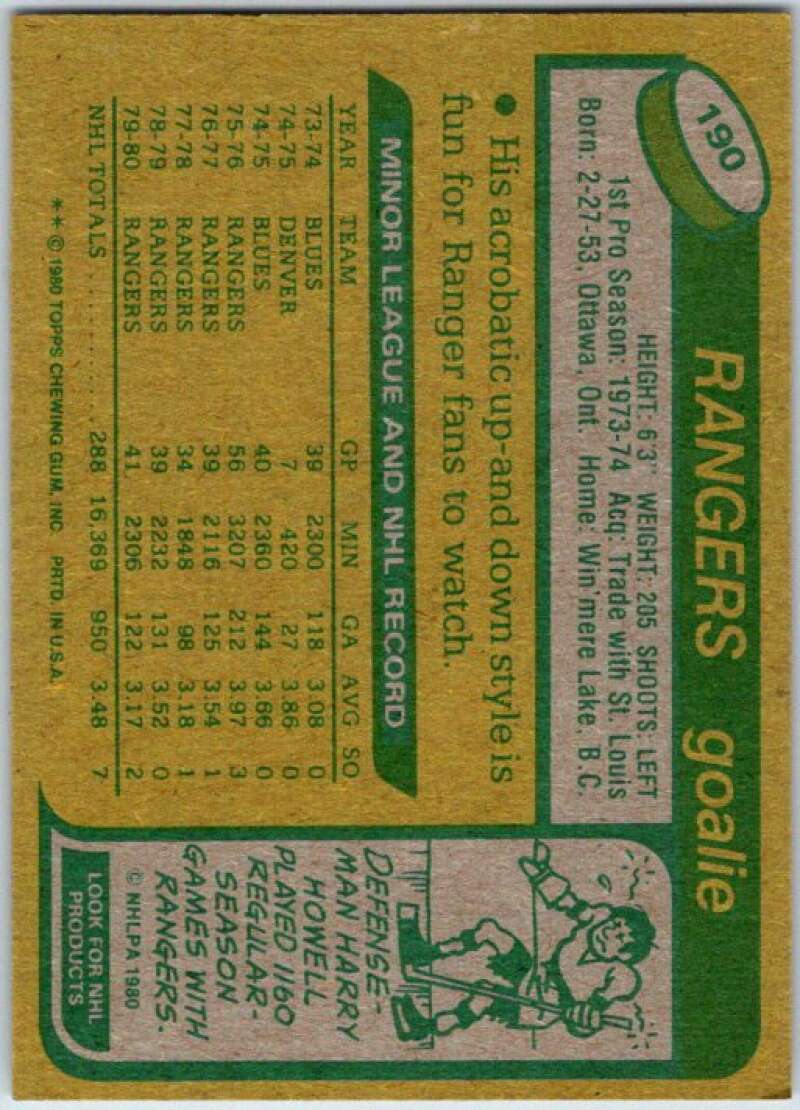 190
RANGERS goalie
HEIGHT: 6'3" WEIGHT: 205 SHOOTS: LEFT
1st Pro Season: 1973-74 Acq: Trade with St. Louis
Born: 2-27-53, Ottawa, Ont. Home: Win'mere Lake, B.C.
● His acrobatic up-and down style is
fun for Ranger fans to watch.
MINOR LEAGUE AND NHL RECORD
YEAR TEAM GP MIN GA AVG SO
73-74 BLUES 39 2300 118 3.08 0
74-75 DENVER 7 420 27 3.86 0
74-75 BLUES 40 2360 144 3.66 0
75-76 RANGERS 56 3207 212 3.97 3
76-77 RANGERS 39 2116 125 3.54 1
77-78 RANGERS 34 1848 98 3.18 1
78-79 RANGERS 39 2232 131 3.52 0
79-80 RANGERS 41 2306 122 3.17 2
NHL TOTALS ........... 288 16,369 950 3.48 7
** © 1980 TOPPS CHEWING GUM, INC. PRTD. IN U.S.A.
DEFENSE-
MAN HARRY
HOWELL
PLAYED 1160
REGULAR-
SEASON
GAMES WITH
RANGERS.
© NHLPA 1980
LOOK FOR NHL
PRODUCTS